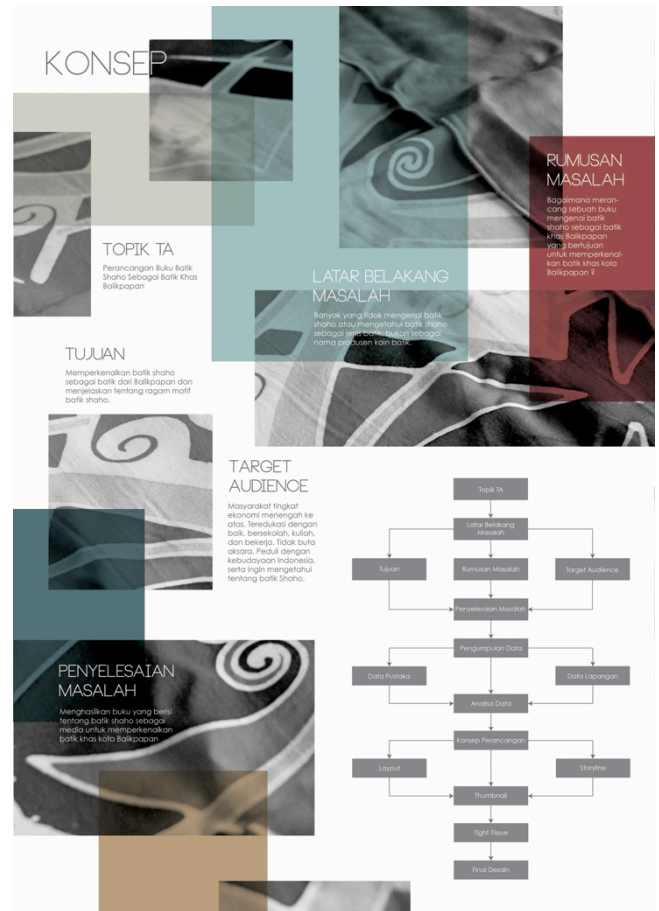 KONSEP
TOPIK TA
Perancangan Buku Batik
Shaho Sebagai Batik Khas
Balikpapan
RUMUSAN
MASALAH
Bagaimana meran-
cang sebuah buku
mengenai batik
shaho sebagai batik
khas Balikpapan
yang bertujuan
untuk memperkenal-
kan batik khas kola
Balikpapan ?
LATAR BELAKANG
MASALAH
Banyak yang tidak mengenai batik
shaho atau mengetahui batik shaho
sebagai jenis batik, bukan sebagai
nama produsen kain batik.
TUJUAN
Memperkenalkan batik shaho
sebagai batik dari Balikpapan dan
menjelaskan tentang ragam motif
batik shaho.
TARGET
AUDIENCE
Masyarakat tingkat
ekonomi menengah ke
atas. Teredukasi dengan
baik, bersekolah, kuliah,
dan bekerja. Tidak buta
aksara. Peduli dengan
kebudayaan Indonesia,
serta ingin mengetahui
tentang batik Shaho.
PENYELESAIAN
MASALAH
Menghasilkan buku yang berisi
tentang batik shaho sebagai
media untuk memperkenalkan
batik khas kota Balikpapan
Topik TA
Latar Belakang
Masalah
Tujuan
Rumusan Masalah
Target Audience
Penyelesaian Masalah
Pengumpulan Data
Data Pustaka
Data Lapangan
Analisa Data
Konsep Perancangan
Layout
Storyline
Thumbnail
Tight Tissue
Final Desain